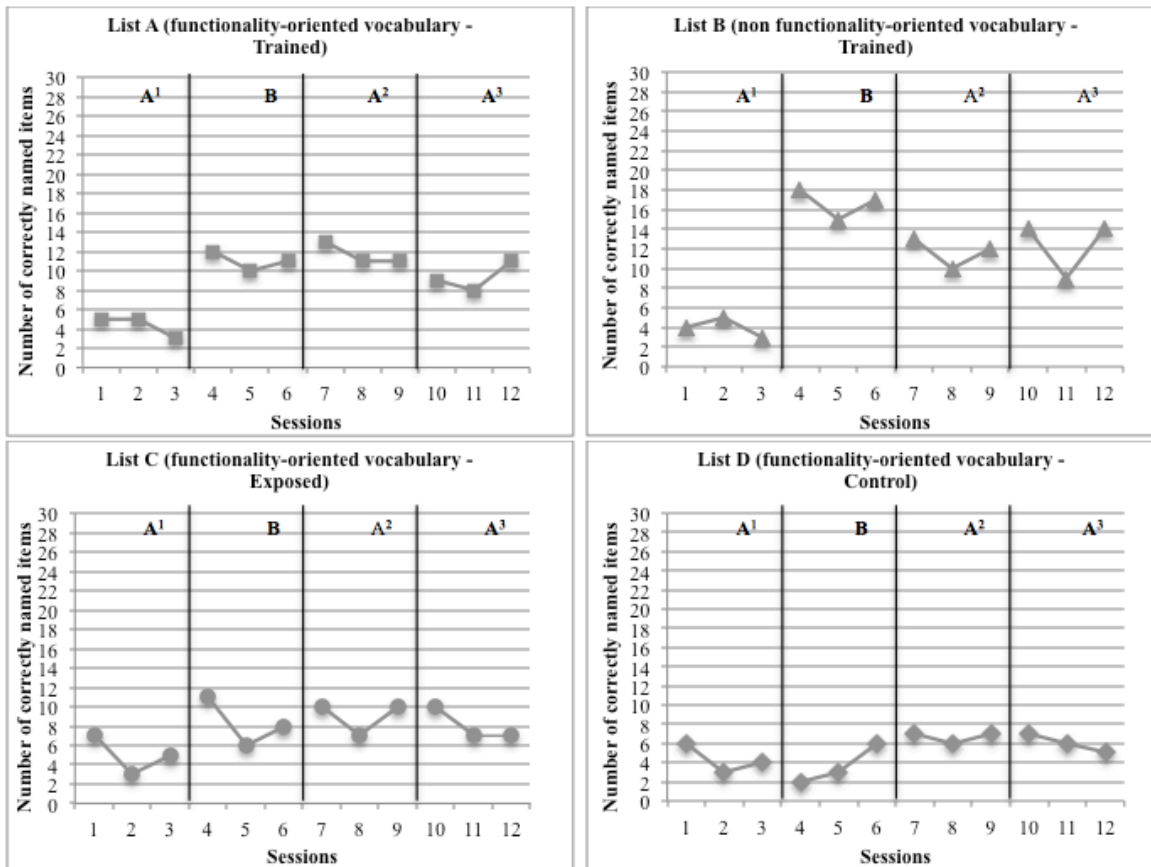 List A (functionality-oriented vocabulary -
Trained)
Number of correctly named items
30
28
26
24
22
20
18
16
14
12
10
8
6
4
2
0
A¹
B
A²
A³
1 2 3 4 5 6 7 8 9 10 11 12
Sessions
List B (non functionality-oriented vocabulary -
Trained)
Number of correctly named items
30
28
26
24
22
20
18
16
14
12
10
8
6
4
2
0
A¹
B
A²
A³
1 2 3 4 5 6 7 8 9 10 11 12
Sessions
List C (functionality-oriented vocabulary -
Exposed)
Number of correctly named items
30
28
26
24
22
20
18
16
14
12
10
8
6
4
2
0
A¹
B
A²
A³
1 2 3 4 5 6 7 8 9 10 11 12
Sessions
List D (functionality-oriented vocabulary -
Control)
Number of correctly named items
30
28
26
24
22
20
18
16
14
12
10
8
6
4
2
0
A¹
B
A²
A³
1 2 3 4 5 6 7 8 9 10 11 12
Sessions